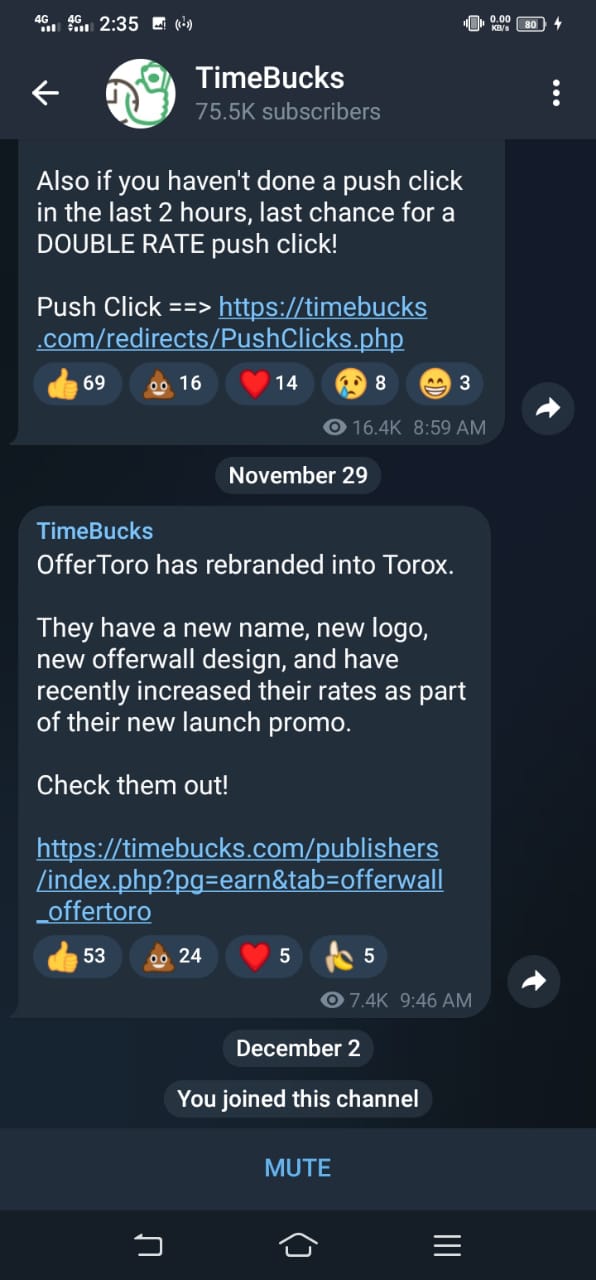 4G 4G 2:35 0.00 KB/s 80
TimeBucks
75.5K subscribers
Also if you haven't done a push click
in the last 2 hours, last chance for a
DOUBLE RATE push click!
Push Click ==> https://timebucks
.com/redirects/PushClicks.php
69 16 14 8 3
16.4K 8:59 AM
November 29
TimeBucks
OfferToro has rebranded into Torox.
They have a new name, new logo,
new offerwall design, and have
recently increased their rates as part
of their new launch promo.
Check them out!
https://timebucks.com/publishers
/index.php?pg=earn&tab=offerwall
_offertoro
53 24 5 5
7.4K 9:46 AM
December 2
You joined this channel
MUTE